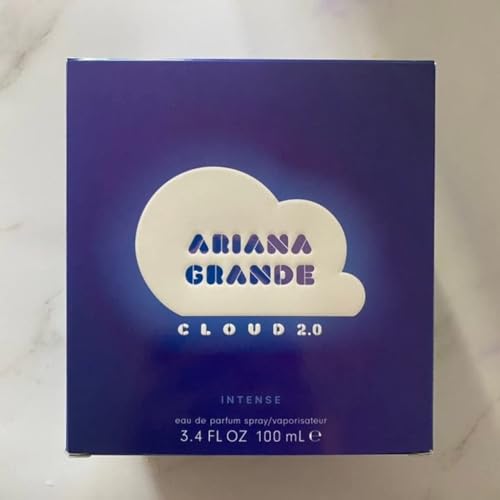 ARIANA
GRANDE
CLOUD 2.0
INTENSE
eau de parfum spray/vaporisateur
3.4 FL OZ 100 mL ℮